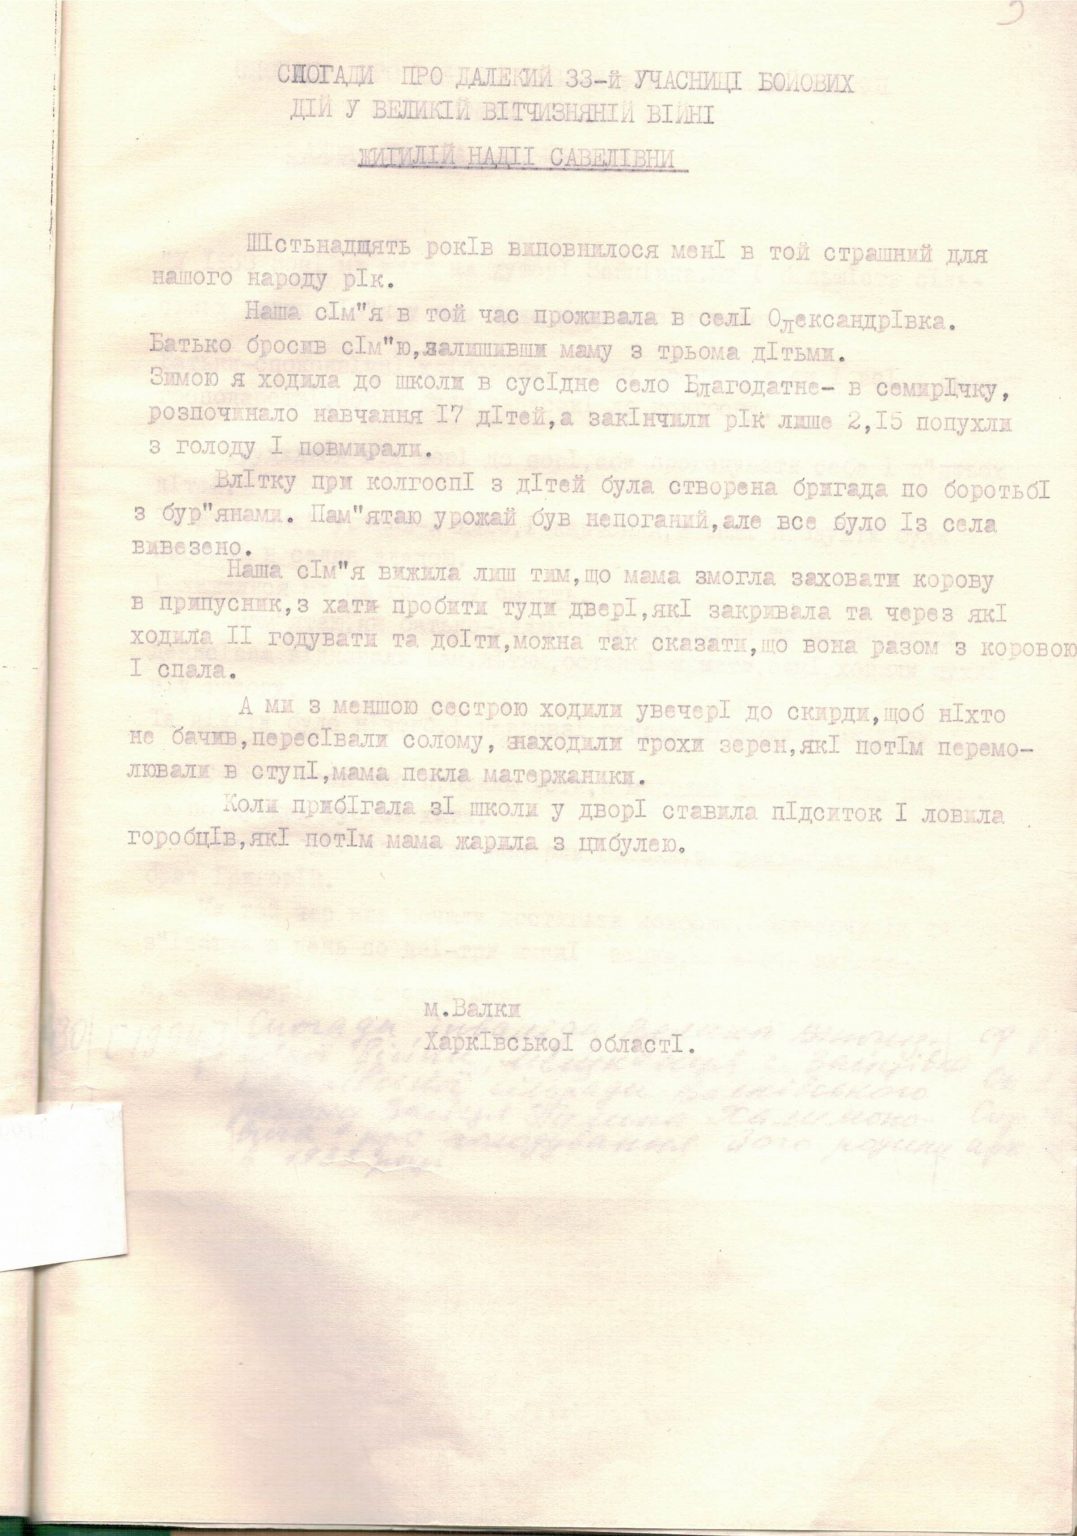 СПОГАДИ ПРО ДАЛЕКИЙ 33-й УЧАСНИЦІ БОЙОВИХ
ДІЙ У ВЕЛИКІЙ ВІТЧИЗНЯНІЙ ВІЙНІ
ЖИГИЛІЙ НАДІЇ САВЕЛІВНИ
Шістьнадцять років виповнилося мені в той страшний для
нашого народу рік.
Наша сім"я в той час проживала в селі Олександрівка.
Батько бросив сім"ю,залишивши маму з трьома дітьми.
Зимою я ходила до школи в сусідне село Благодатне- в семирічку,
розпочинало навчання 17 дітей,а закінчили рік лише 2,15 попухли
з голоду і повмирали.
Влітку при колгоспі з дітей була створена бригада по боротьбі
з бур"янами. Пам"ятаю урожай був непоганий,але все було із села
вивезено.
Наша сім"я вижила лиш тим,що мама змогла заховати корову
в припусник,з хати пробити туди двері,які закривала та через які
ходила її годувати та доїти,можна так сказати,що вона разом з коровою
і спала.
А ми з меншою сестрою ходили увечері до скирди,щоб ніхто
не бачив,пересівали солому, знаходили трохи зерен,які потім перемо-
лювали в ступі,мама пекла матержаники.
Коли прибігала зі школи у дворі ставила підситок і ловила
горобців,які потім мама жарила з цибулею.
м.Валки
Харківської області.